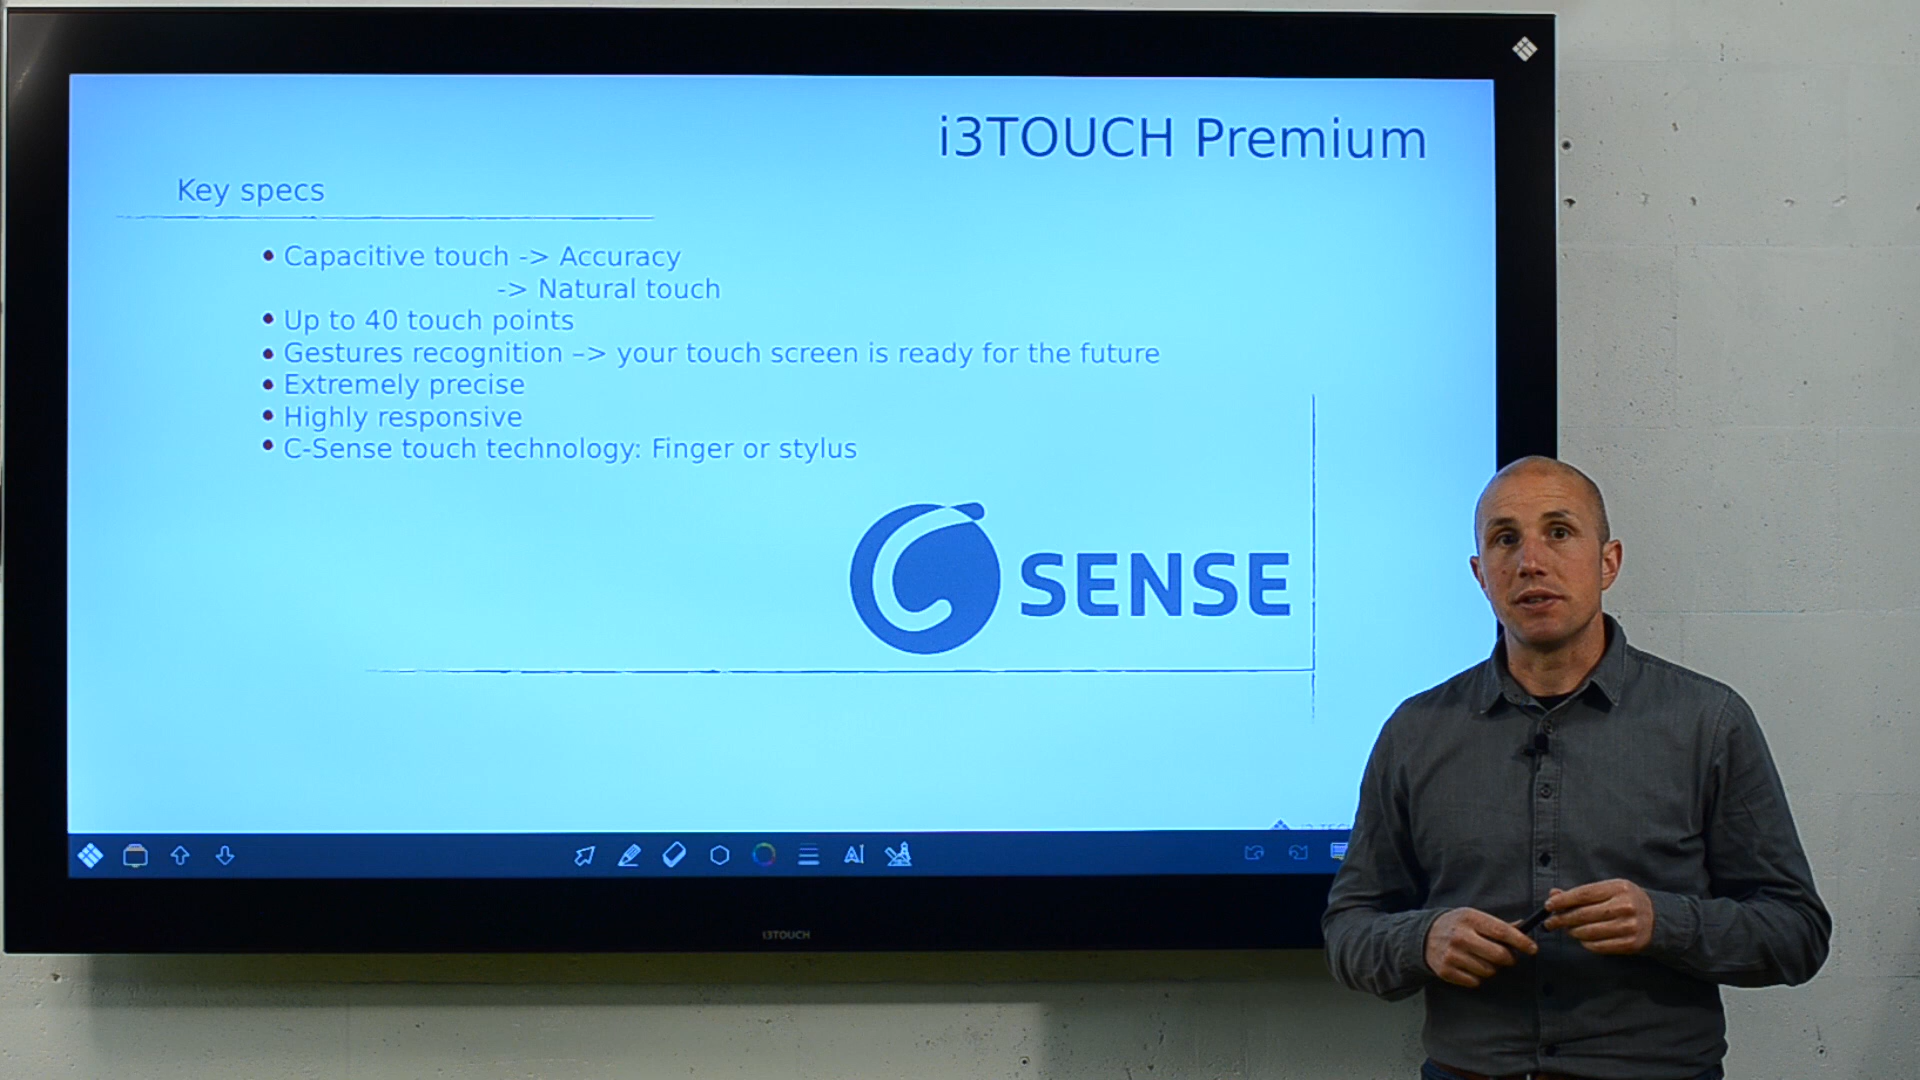 i3TOUCH Premium
Key specs
• Capacitive touch -> Accuracy
-> Natural touch
• Up to 40 touch points
• Gestures recognition –> your touch screen is ready for the future
• Extremely precise
• Highly responsive
• C-Sense touch technology: Finger or stylus
SENSE
AI
i3TOUCH